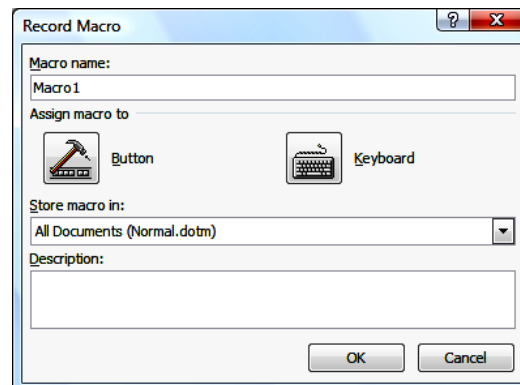 Record Macro
Macro name:
Macro1
Assign macro to
Button Keyboard
Store macro in:
All Documents (Normal.dotm)
Description:
OK Cancel